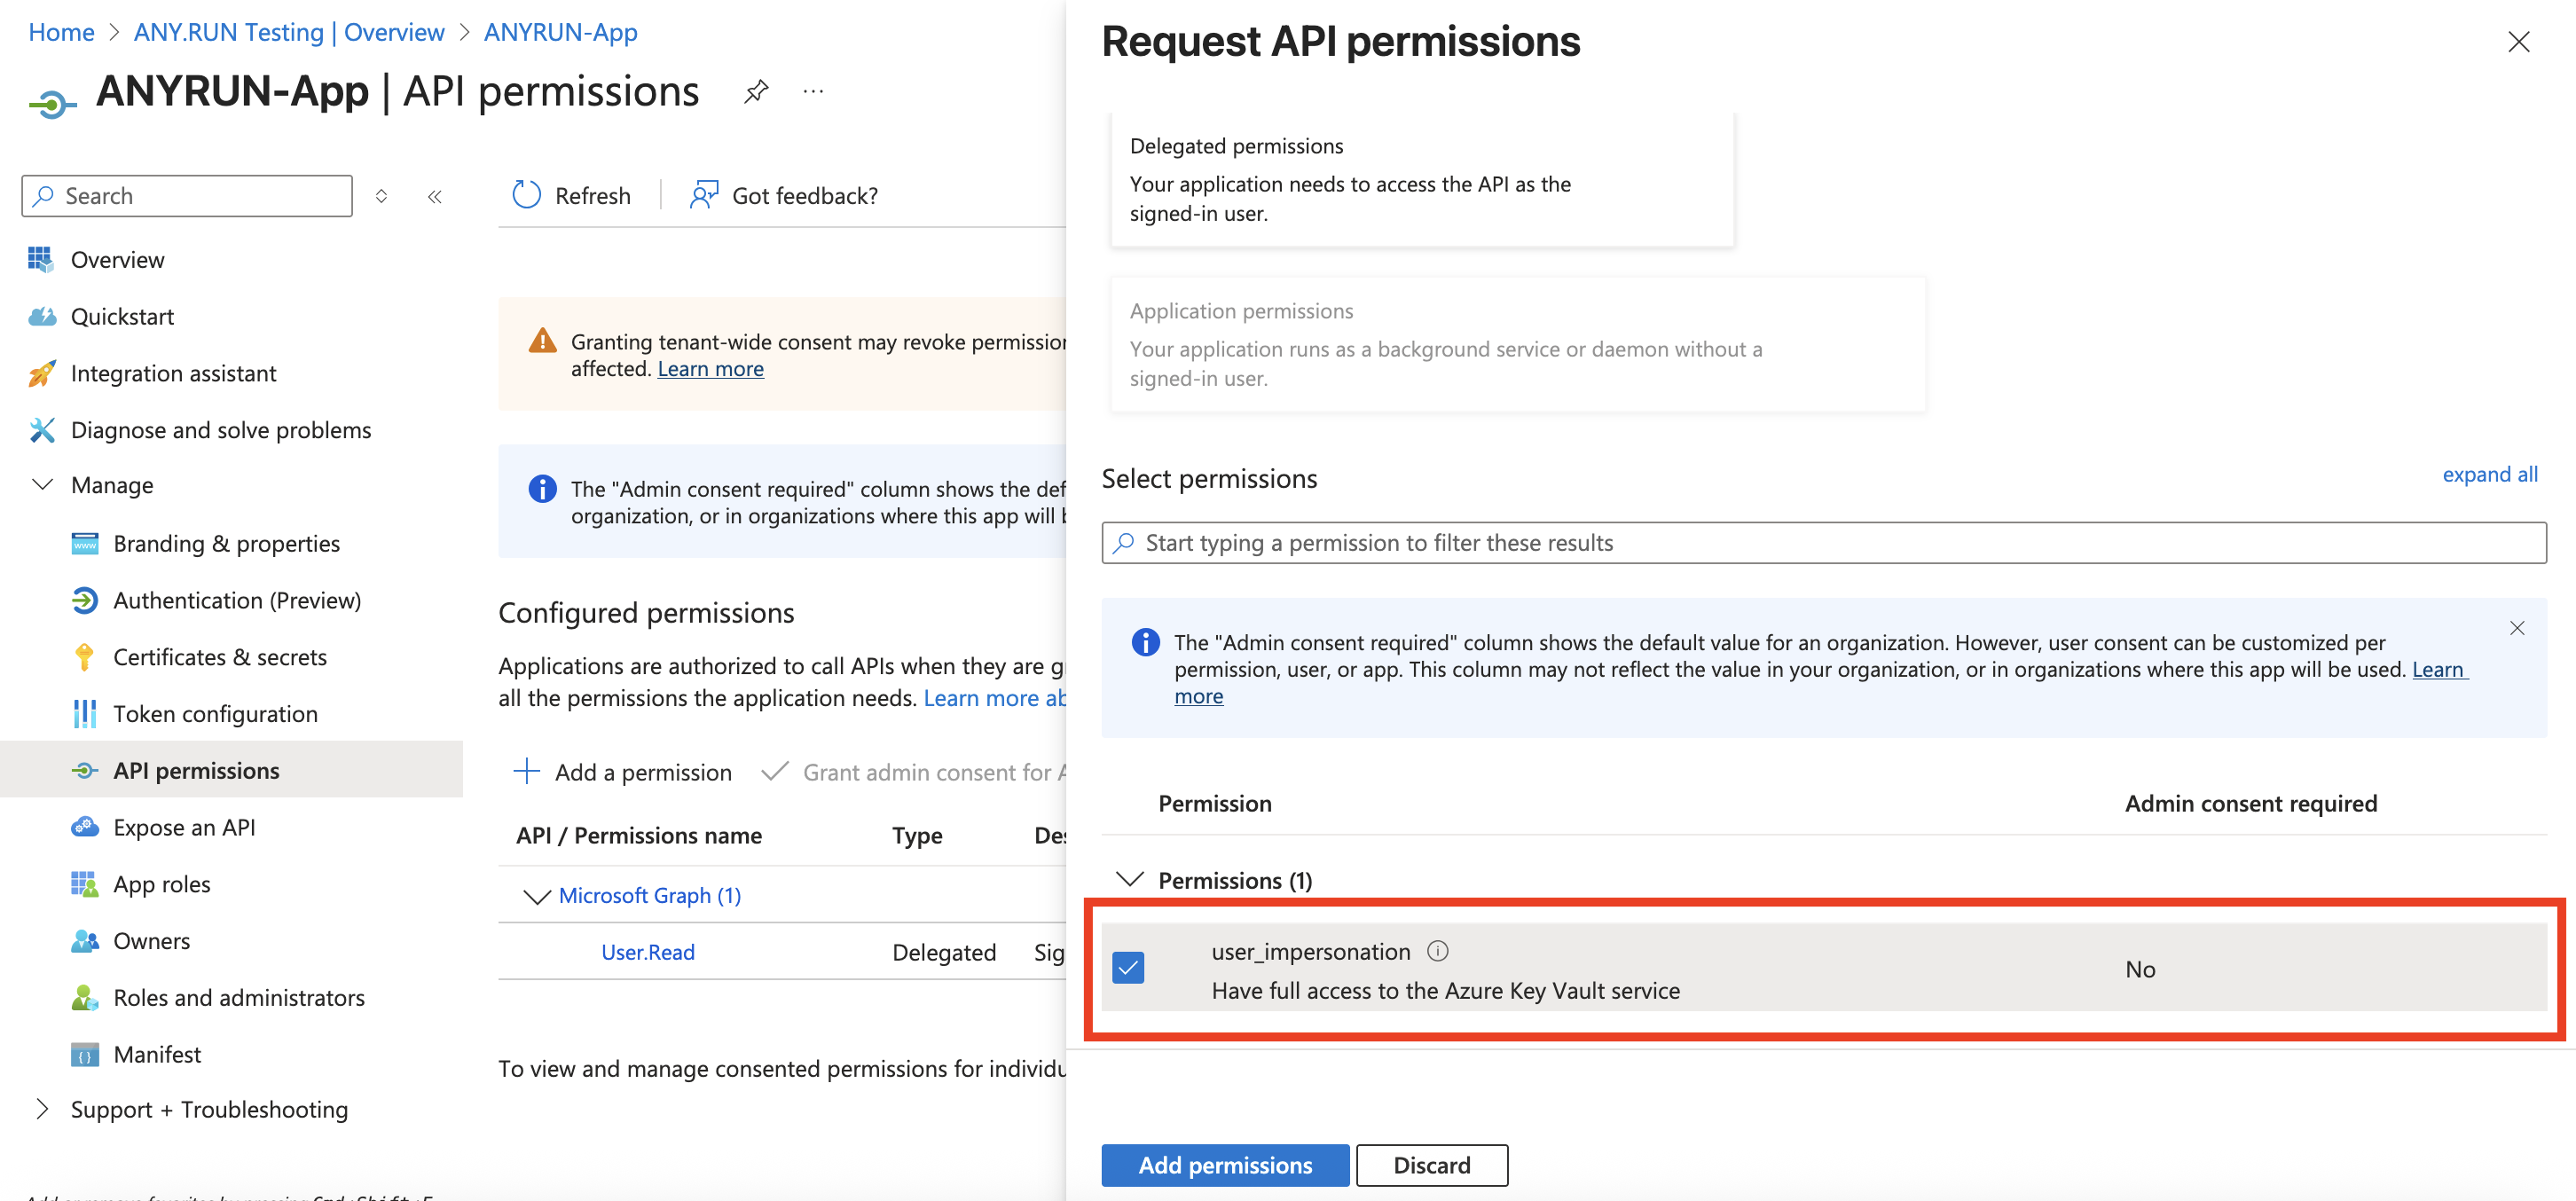 Home > ANY.RUN Testing | Overview > ANYRUN-App
ANYRUN-App | API permissions
Search
Refresh
Got feedback?
Overview
Quickstart
Integration assistant
Diagnose and solve problems
Manage
Branding & properties
Authentication (Preview)
Certificates & secrets
Token configuration
API permissions
Expose an API
App roles
Owners
Roles and administrators
Manifest
Support + Troubleshooting
Granting tenant-wide consent may revoke permission
affected. Learn more
The "Admin consent required" column shows the def
organization, or in organizations where this app will b
Configured permissions
Applications are authorized to call APIs when they are g
all the permissions the application needs. Learn more ab
Add a permission
Grant admin consent for A
API / Permissions name Type Des
Microsoft Graph (1)
User.Read Delegated Sig
To view and manage consented permissions for individu
Request API permissions
Delegated permissions
Your application needs to access the API as the
signed-in user.
Application permissions
Your application runs as a background service or daemon without a
signed-in user.
Select permissions
expand all
Start typing a permission to filter these results
The "Admin consent required" column shows the default value for an organization. However, user consent can be customized per
permission, user, or app. This column may not reflect the value in your organization, or in organizations where this app will be used. Learn
more
Permission Admin consent required
Permissions (1)
user_impersonation
Have full access to the Azure Key Vault service
No
Add permissions
Discard